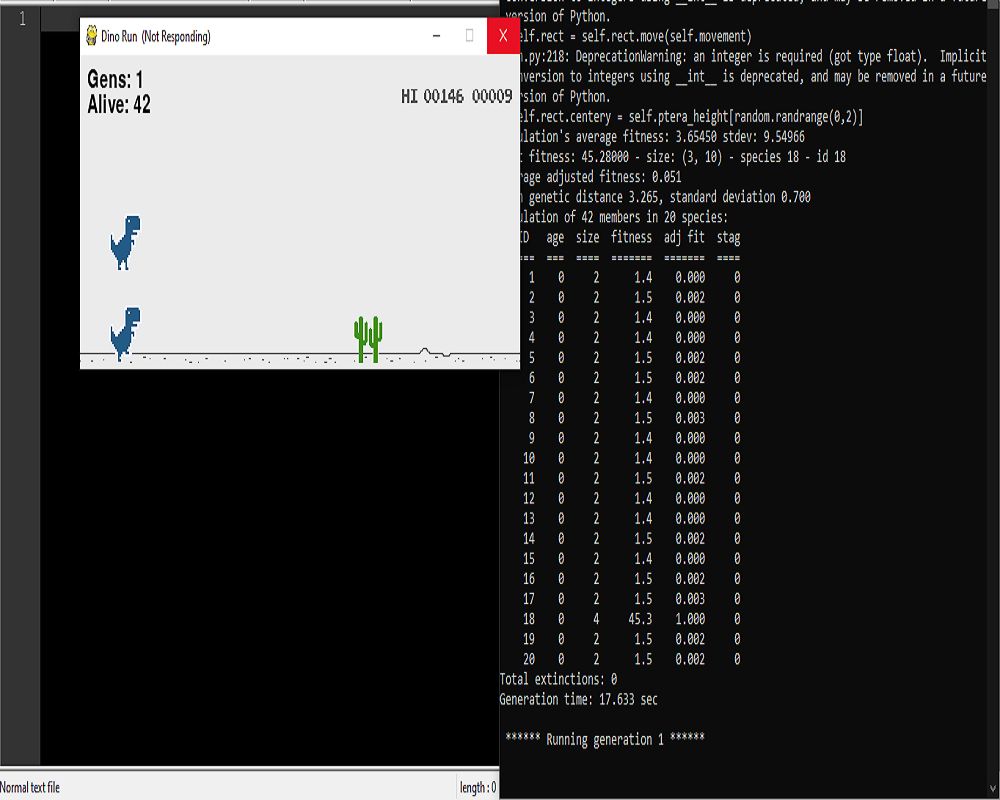 1
Dino Run (Not Responding)
Gens: 1
Alive: 42
HI 00146 00009
Normal text file
length : 0
version of Python.
self.rect = self.rect.move(self.movement)
.py:218: DeprecationWarning: an integer is required (got type float). Implicit
conversion to integers using __int__ is deprecated, and may be removed in a future
version of Python.
self.rect.centery = self.ptera_height[random.randrange(0,2)]
Population's average fitness: 3.65450 stdev: 9.54966
fitness: 45.28000 - size: (3, 10) - species 18 - id 18
Average adjusted fitness: 0.051
genetic distance 3.265, standard deviation 0.700
Population of 42 members in 20 species:
ID age size fitness adj fit stag
=== === ==== ======= ======= ====
1 0 2 1.4 0.000 0
2 0 2 1.5 0.002 0
3 0 2 1.4 0.000 0
4 0 2 1.4 0.000 0
5 0 2 1.5 0.002 0
6 0 2 1.5 0.002 0
7 0 2 1.4 0.000 0
8 0 2 1.5 0.003 0
9 0 2 1.4 0.000 0
10 0 2 1.4 0.000 0
11 0 2 1.5 0.002 0
12 0 2 1.4 0.000 0
13 0 2 1.4 0.000 0
14 0 2 1.5 0.002 0
15 0 2 1.4 0.000 0
16 0 2 1.5 0.002 0
17 0 2 1.5 0.003 0
18 0 4 45.3 1.000 0
19 0 2 1.5 0.002 0
20 0 2 1.5 0.002 0
Total extinctions: 0
Generation time: 17.633 sec
****** Running generation 1 ******